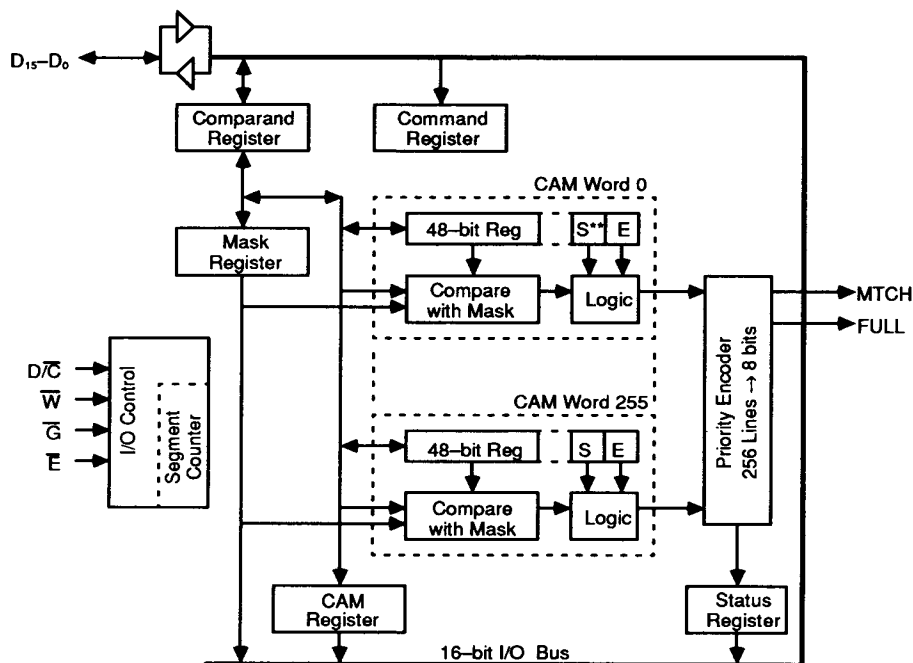 D₁₅–D₀
Comparand
Register
Command
Register
CAM Word 0
48–bit Reg
S**
E
Mask
Register
Compare
with Mask
Logic
MTCH
FULL
Priority Encoder
256 Lines → 8 bits
D/C̅
W̅
G̅
E̅
I/O Control
Segment
Counter
CAM Word 255
48–bit Reg
S
E
Compare
with Mask
Logic
CAM
Register
Status
Register
16–bit I/O Bus